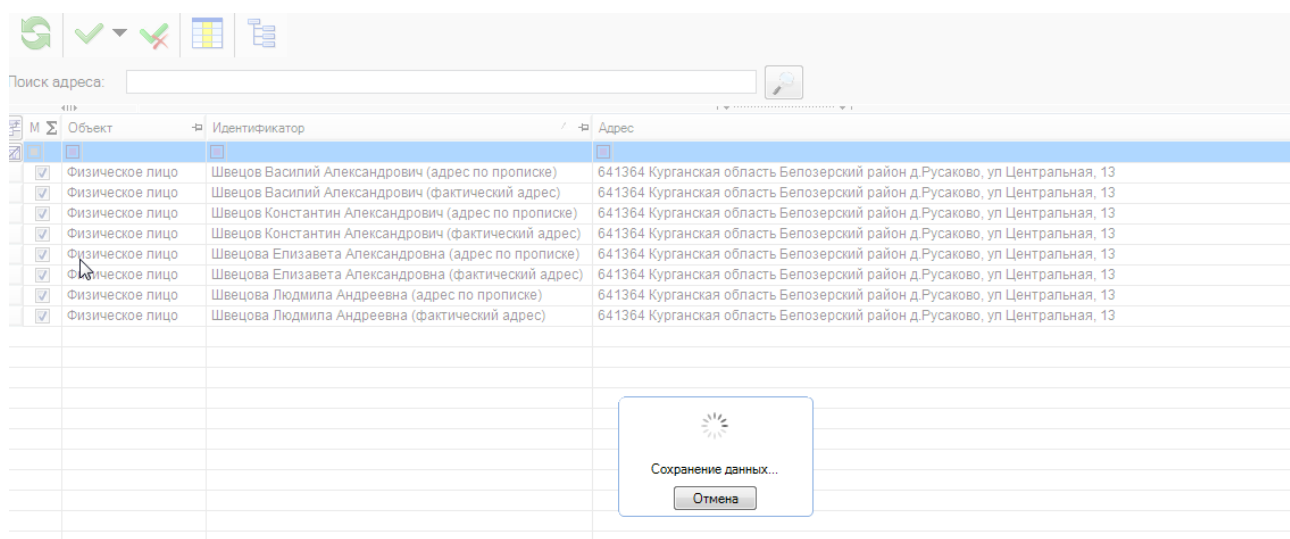 Поиск адреса:
М Σ Объект Идентификатор Адрес
Физическое лицо Швецов Василий Александрович (адрес по прописке) 641364 Курганская область Белозерский район д.Русаково, ул Центральная, 13
Физическое лицо Швецов Василий Александрович (фактический адрес) 641364 Курганская область Белозерский район д.Русаково, ул Центральная, 13
Физическое лицо Швецов Константин Александрович (адрес по прописке) 641364 Курганская область Белозерский район д.Русаково, ул Центральная, 13
Физическое лицо Швецов Константин Александрович (фактический адрес) 641364 Курганская область Белозерский район д.Русаково, ул Центральная, 13
Физическое лицо Швецова Елизавета Александровна (адрес по прописке) 641364 Курганская область Белозерский район д.Русаково, ул Центральная, 13
Физическое лицо Швецова Елизавета Александровна (фактический адрес) 641364 Курганская область Белозерский район д.Русаково, ул Центральная, 13
Физическое лицо Швецова Людмила Андреевна (адрес по прописке) 641364 Курганская область Белозерский район д.Русаково, ул Центральная, 13
Физическое лицо Швецова Людмила Андреевна (фактический адрес) 641364 Курганская область Белозерский район д.Русаково, ул Центральная, 13
Сохранение данных...
Отмена